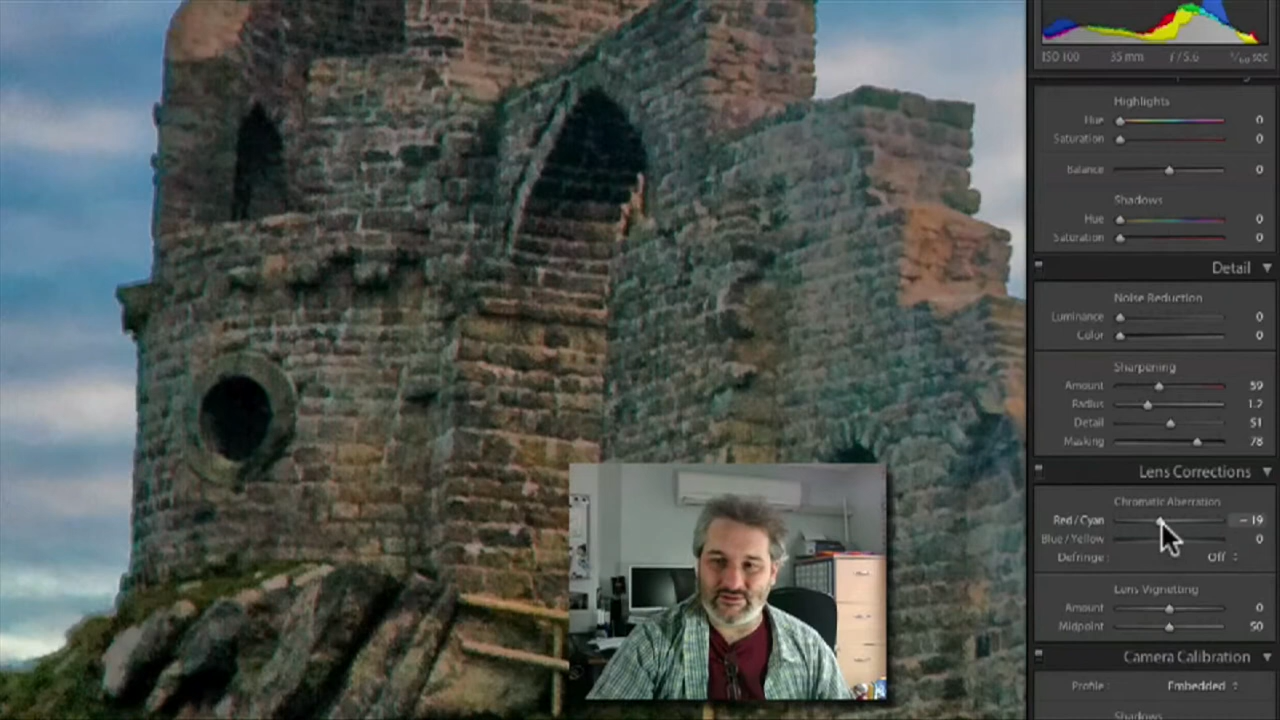 ISO 100 35 mm f / 5.6 sec
Highlights
Hue 0
Saturation 0
Balance 0
Shadows
Hue 0
Saturation 0
Detail
Noise Reduction
Luminance 0
Color 0
Sharpening
Amount 59
Radius 1.2
Detail 51
Masking 78
Lens Corrections
Chromatic Aberration
Red / Cyan – 19
Blue / Yellow 0
Defringe : Off
Lens Vignetting
Amount 0
Midpoint 50
Camera Calibration
Profile : Embedded
Shadows